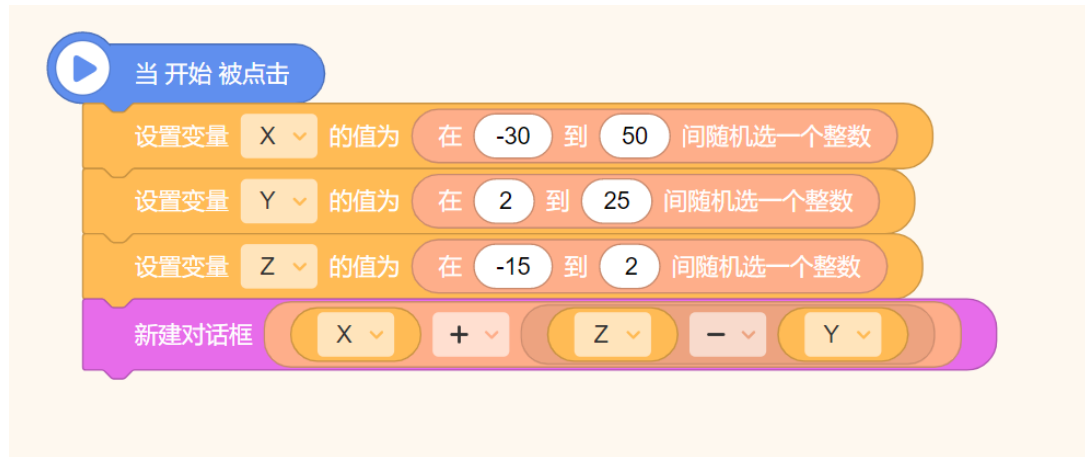 当 开始 被点击
设置变量 X 的值为 在 -30 到 50 间随机选一个整数
设置变量 Y 的值为 在 2 到 25 间随机选一个整数
设置变量 Z 的值为 在 -15 到 2 间随机选一个整数
新建对话框 X + Z - Y